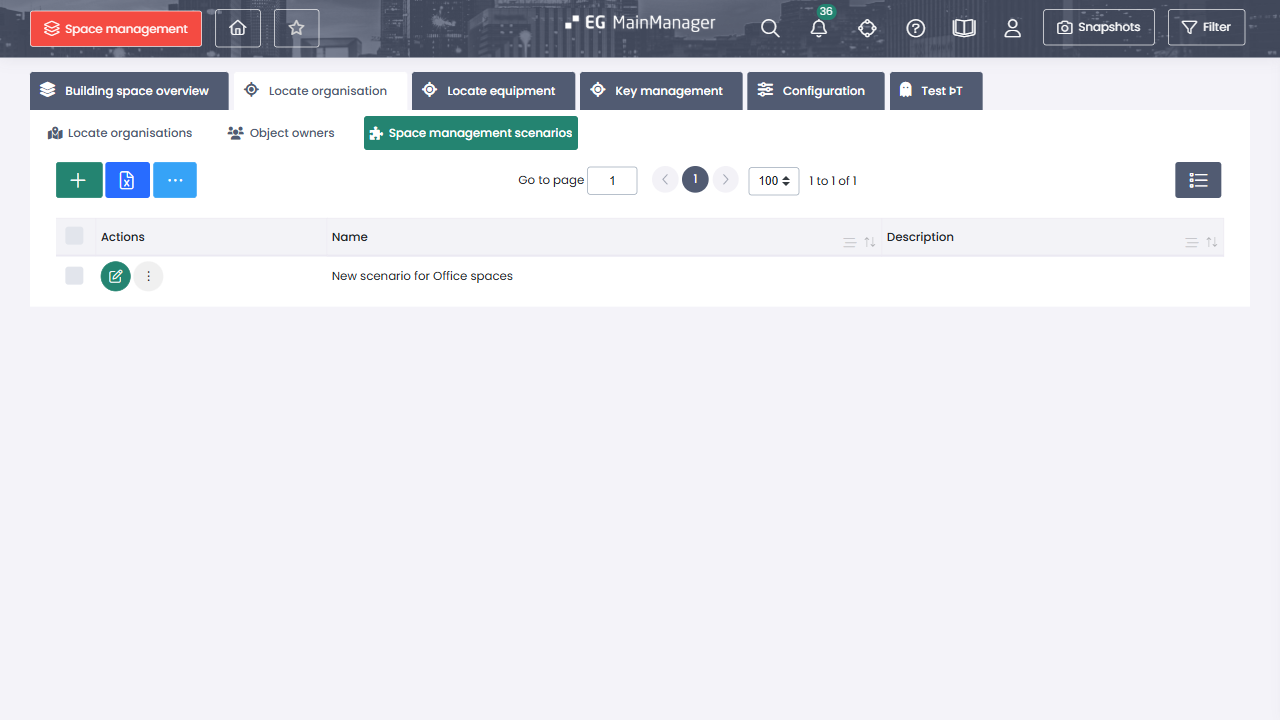 Space management
EG MainManager
36
Snapshots
Filter
Building space overview
Locate organisation
Locate equipment
Key management
Configuration
Test ÞT
Locate organisations
Object owners
Space management scenarios
Go to page
1
1
100
1 to 1 of 1
Actions
Name
Description
New scenario for Office spaces